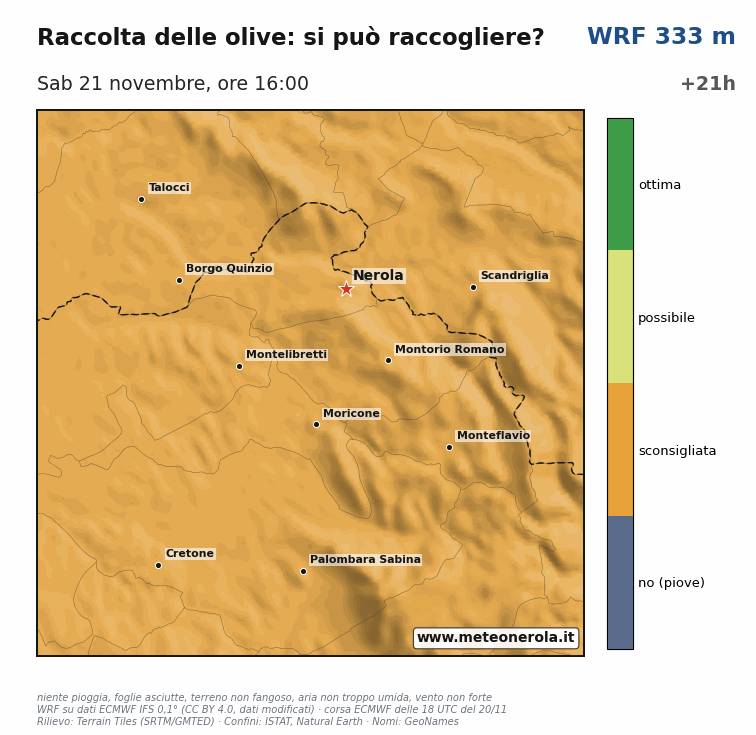 Raccolta delle olive: si può raccogliere?
WRF 333 m
Sab 21 novembre, ore 16:00
+21h
Talocci
Borgo Quinzio
Nerola
Scandriglia
Montelibretti
Montorio Romano
Moricone
Monteflavio
Cretone
Palombara Sabina
www.meteonerola.it
ottima
possibile
sconsigliata
no (piove)
niente pioggia, foglie asciutte, terreno non fangoso, aria non troppo umida, vento non forte
WRF su dati ECMWF IFS 0,1° (CC BY 4.0, dati modificati) · corsa ECMWF delle 18 UTC del 20/11
Rilievo: Terrain Tiles (SRTM/GMTED) · Confini: ISTAT, Natural Earth · Nomi: GeoNames